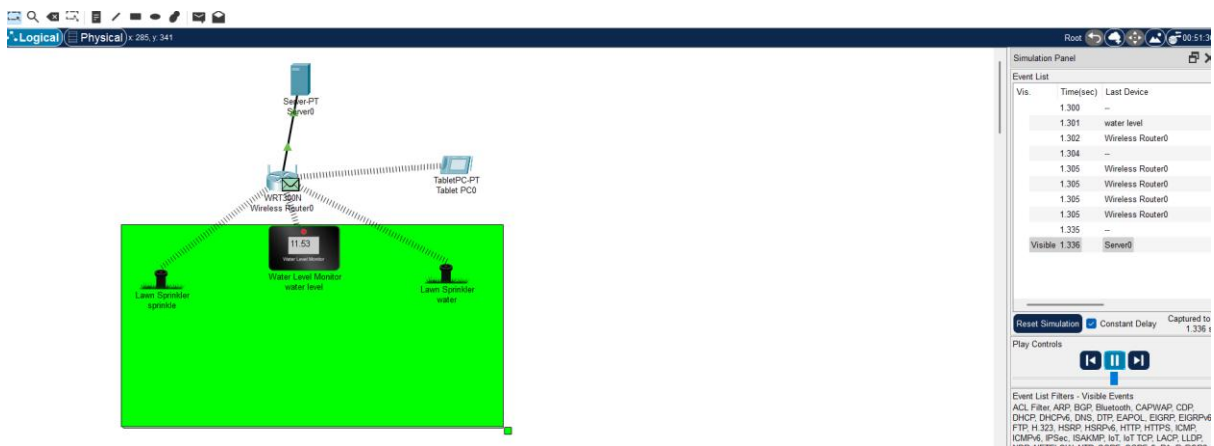 Logical Physical x: 285, y: 341 Root 00:51:30
Server-PT
Server0
TabletPC-PT
Tablet PC0
WRT300N
Wireless Router0
11.53
Water Level Monitor
Water Level Monitor
water level
Lawn Sprinkler
sprinkle
Lawn Sprinkler
water
Simulation Panel
Event List
Vis. Time(sec) Last Device
1.300 --
1.301 water level
1.302 Wireless Router0
1.304 --
1.305 Wireless Router0
1.305 Wireless Router0
1.305 Wireless Router0
1.305 Wireless Router0
1.335 --
Visible 1.336 Server0
Reset Simulation Constant Delay Captured to
1.336 s
Play Controls
Event List Filters - Visible Events
ACL Filter, ARP, BGP, Bluetooth, CAPWAP, CDP,
DHCP, DHCPv6, DNS, DTP, EAPOL, EIGRP, EIGRPv6,
FTP, H.323, HSRP, HSRPv6, HTTP, HTTPS, ICMP,
ICMPv6, IPSec, ISAKMP, IoT, IoT TCP, LACP, LLDP,